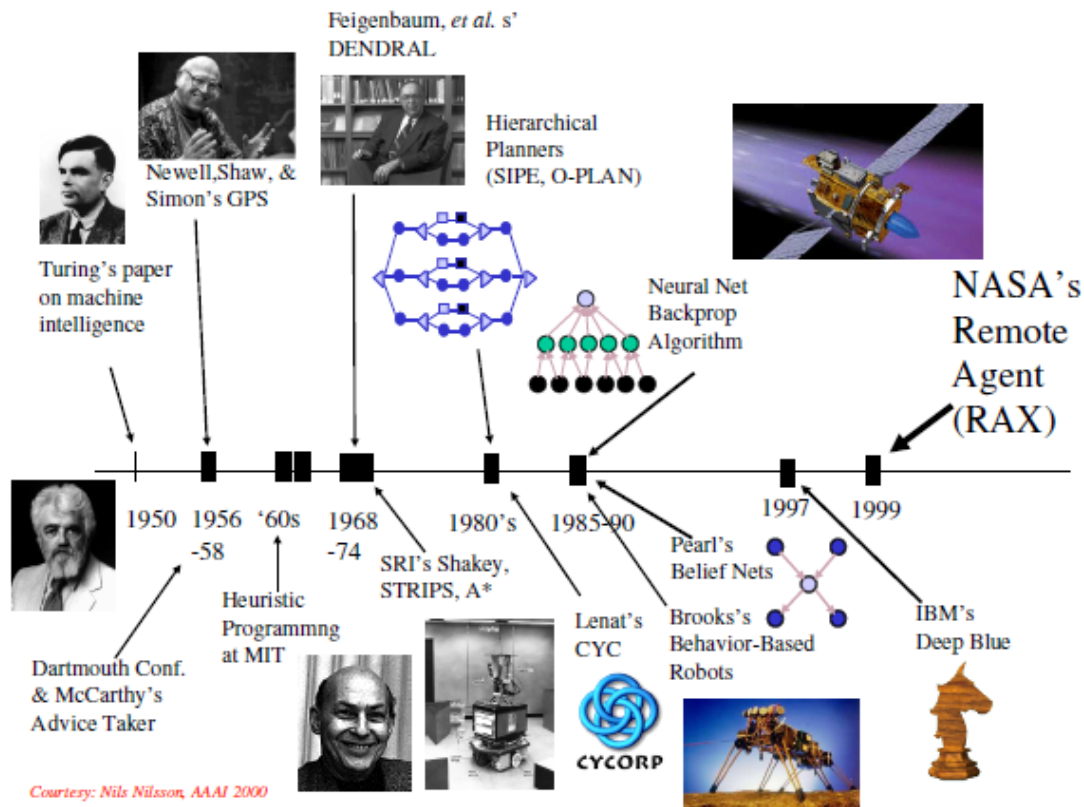 Feigenbaum, et al. s'
DENDRAL
Newell,Shaw, &
Simon's GPS
Hierarchical
Planners
(SIPE, O-PLAN)
Turing's paper
on machine
intelligence
Neural Net
Backprop
Algorithm
NASA's
Remote
Agent
(RAX)
1950
1956
-58
‘60s
1968
-74
1980's
1985-90
1997
1999
SRI's Shakey,
STRIPS, A*
Pearl's
Belief Nets
Heuristic
Programmng
at MIT
Lenat's
CYC
Brooks's
Behavior-Based
Robots
IBM's
Deep Blue
Dartmouth Conf.
& McCarthy's
Advice Taker
CYCORP
Courtesy: Nils Nilsson, AAAI 2000